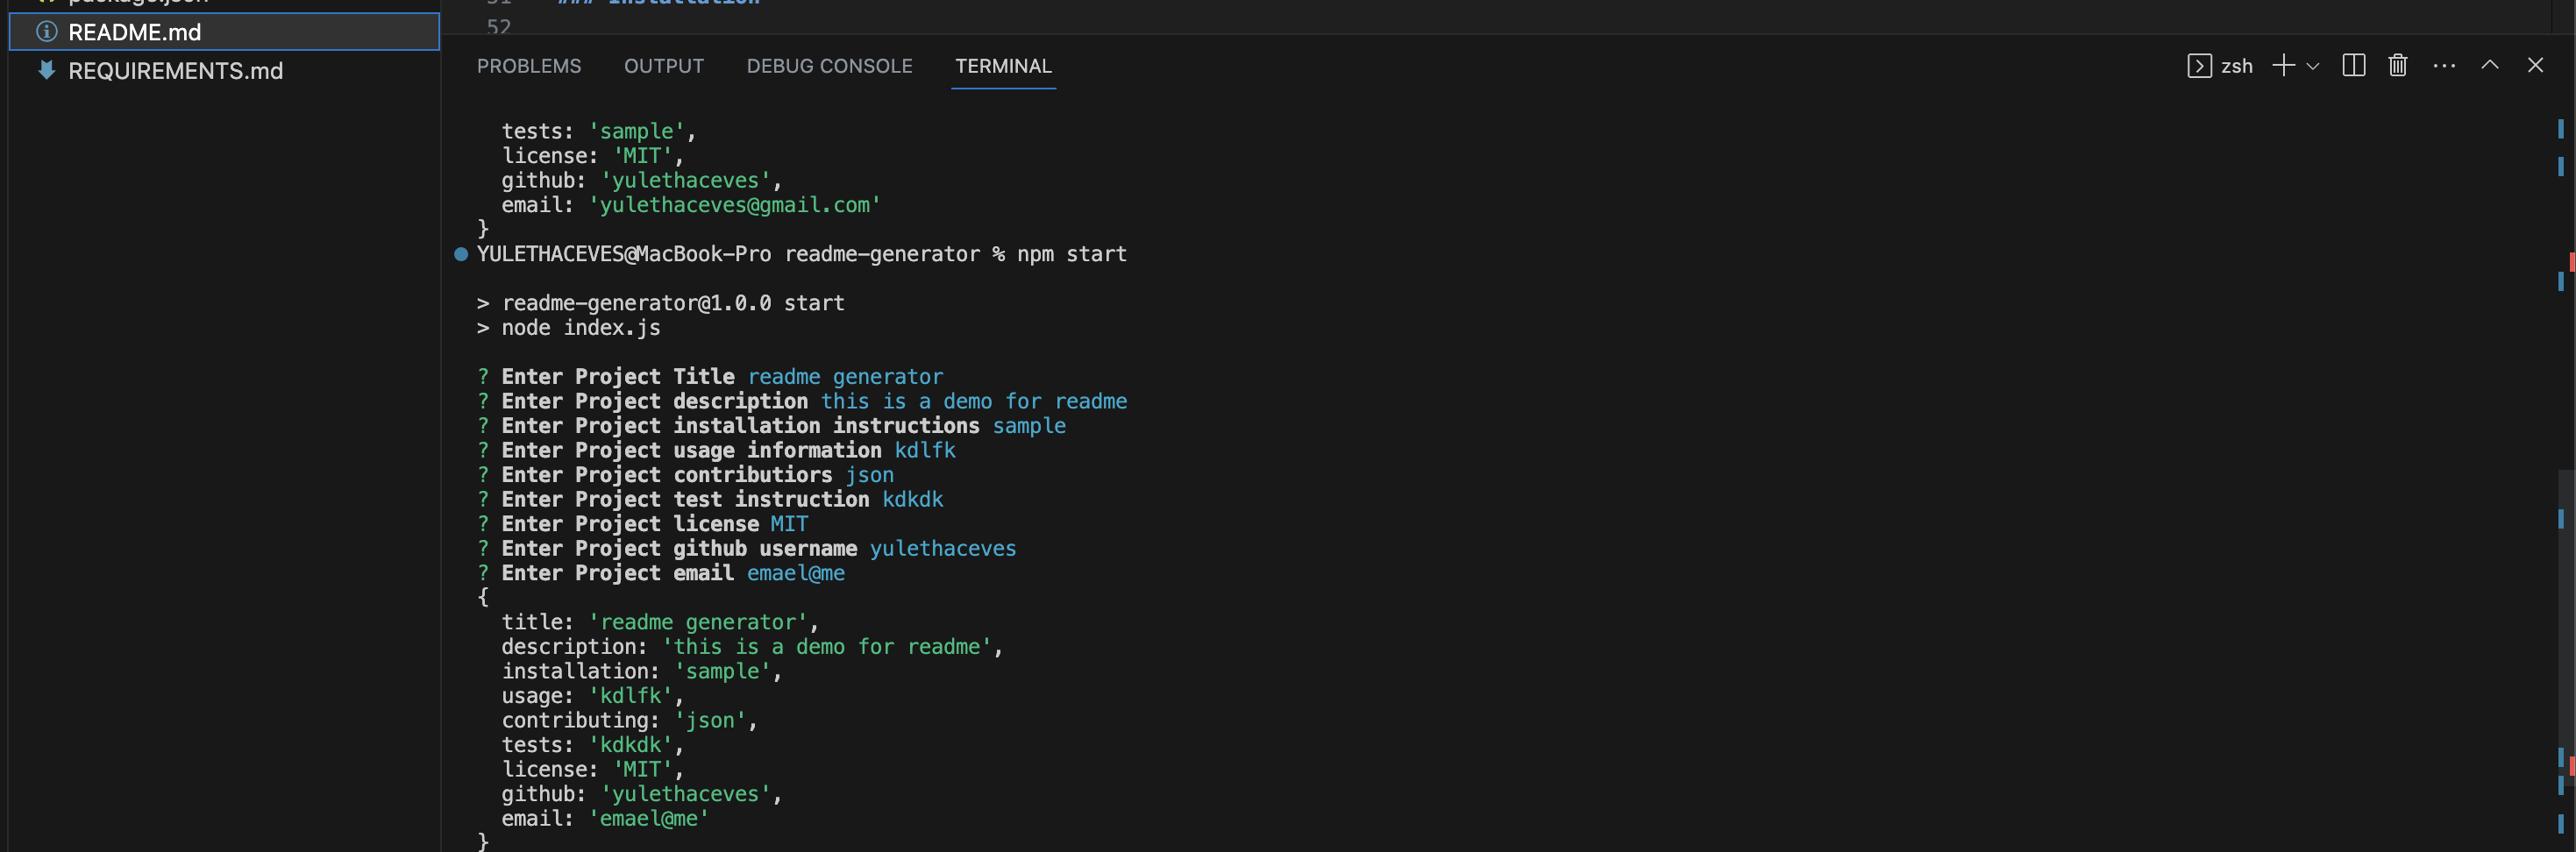 package.json
README.md
REQUIREMENTS.md
51 ### Installation
52
PROBLEMS OUTPUT DEBUG CONSOLE TERMINAL zsh
tests: 'sample',
license: 'MIT',
github: 'yulethaceves',
email: 'yulethaceves@gmail.com'
}
YULETHACEVES@MacBook-Pro readme-generator % npm start
> readme-generator@1.0.0 start
> node index.js
? Enter Project Title readme generator
? Enter Project description this is a demo for readme
? Enter Project installation instructions sample
? Enter Project usage information kdlfk
? Enter Project contributiors json
? Enter Project test instruction kdkdk
? Enter Project license MIT
? Enter Project github username yulethaceves
? Enter Project email emael@me
{
title: 'readme generator',
description: 'this is a demo for readme',
installation: 'sample',
usage: 'kdlfk',
contributing: 'json',
tests: 'kdkdk',
license: 'MIT',
github: 'yulethaceves',
email: 'emael@me'
}